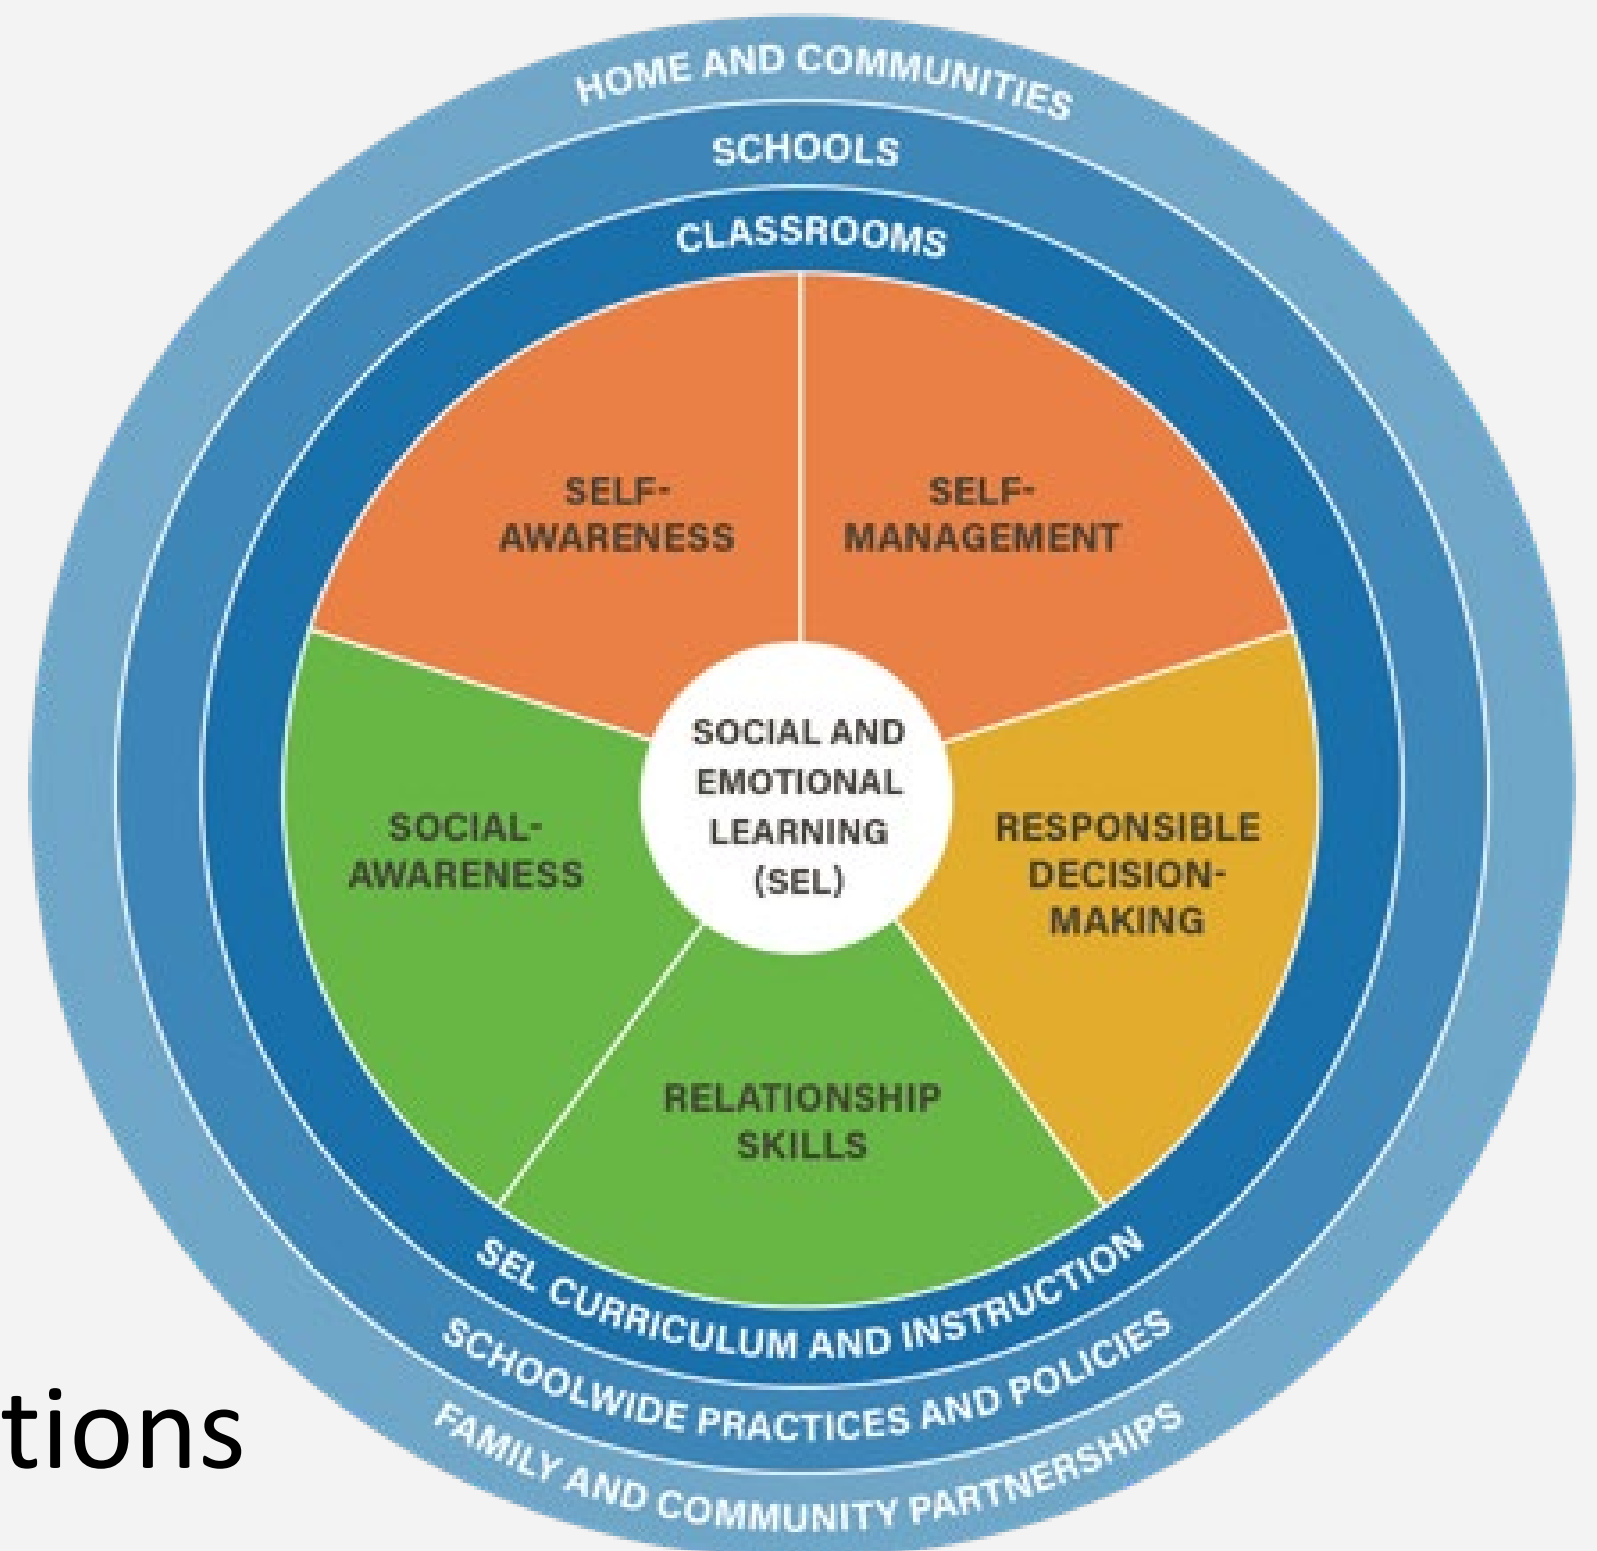 HOME AND COMMUNITIES
SCHOOLS
CLASSROOMS
SELF-
AWARENESS
SELF-
MANAGEMENT
SOCIAL AND
EMOTIONAL
LEARNING
(SEL)
SOCIAL-
AWARENESS
RESPONSIBLE
DECISION-
MAKING
RELATIONSHIP
SKILLS
SEL CURRICULUM AND INSTRUCTION
SCHOOLWIDE PRACTICES AND POLICIES
FAMILY AND COMMUNITY PARTNERSHIPS
tions